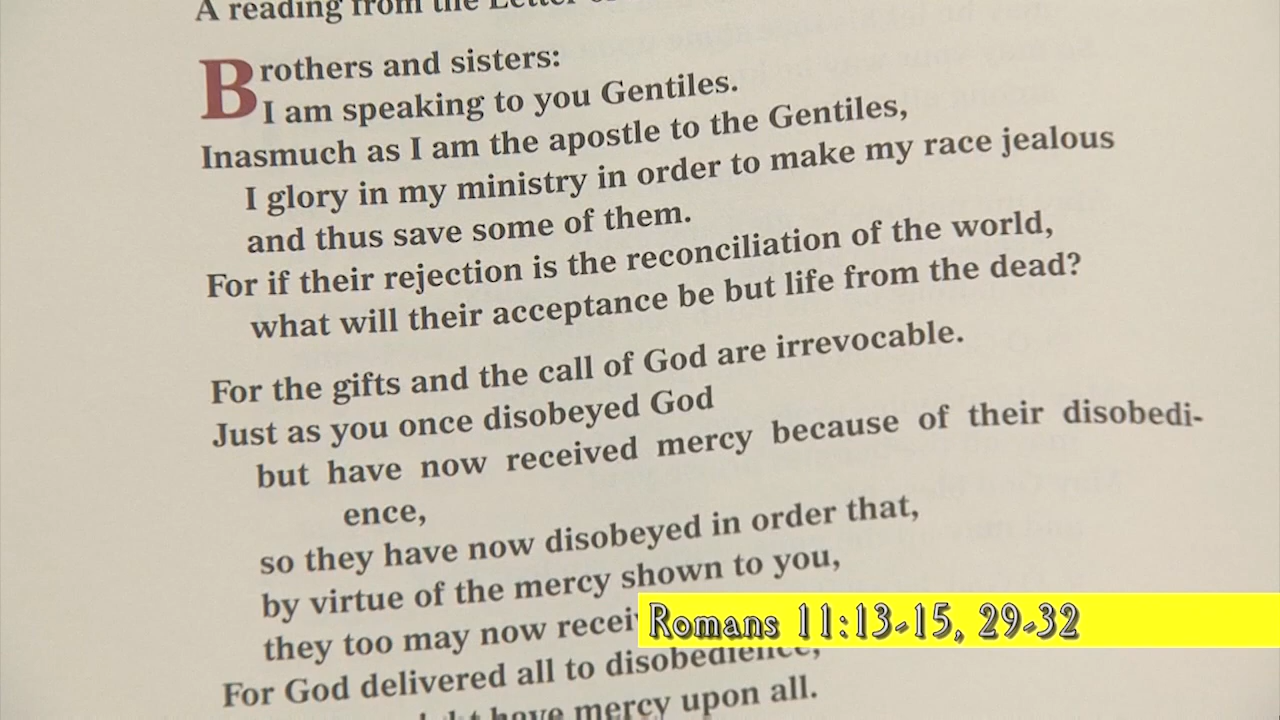 A reading from the Letter of
Brothers and sisters:
I am speaking to you Gentiles.
Inasmuch as I am the apostle to the Gentiles,
I glory in my ministry in order to make my race jealous
and thus save some of them.
For if their rejection is the reconciliation of the world,
what will their acceptance be but life from the dead?
For the gifts and the call of God are irrevocable.
Just as you once disobeyed God
but have now received mercy because of their disobedi-
ence,
so they have now disobeyed in order that,
by virtue of the mercy shown to you,
they too may now
Romans 11:13-15, 29-32
For God delivered all to disobedience,
have mercy upon all.